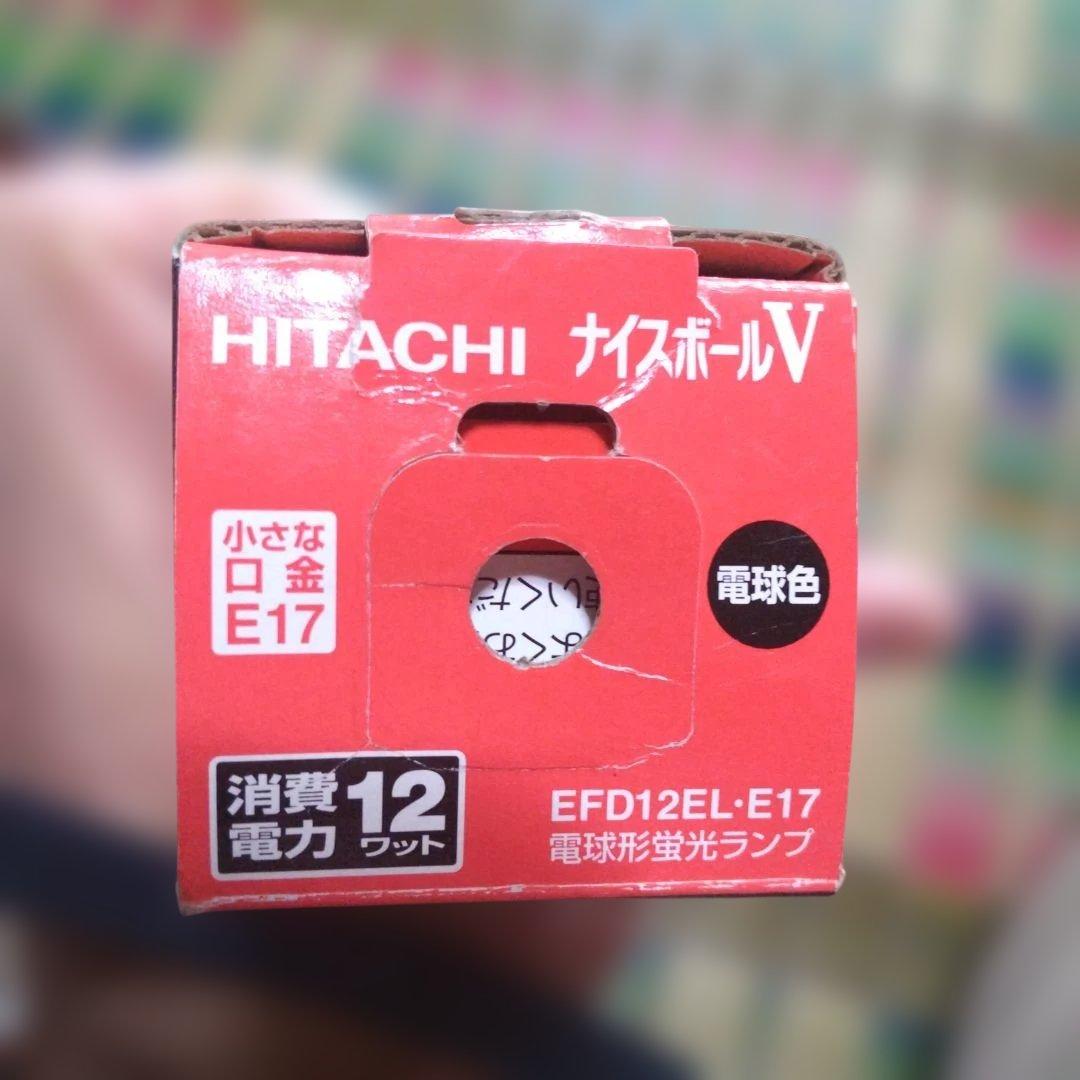 HITACHI ナイスボールV
小さな
口金
E17
電球色
消費
電力
12
ワット
EFD12EL・E17
電球形蛍光ランプ